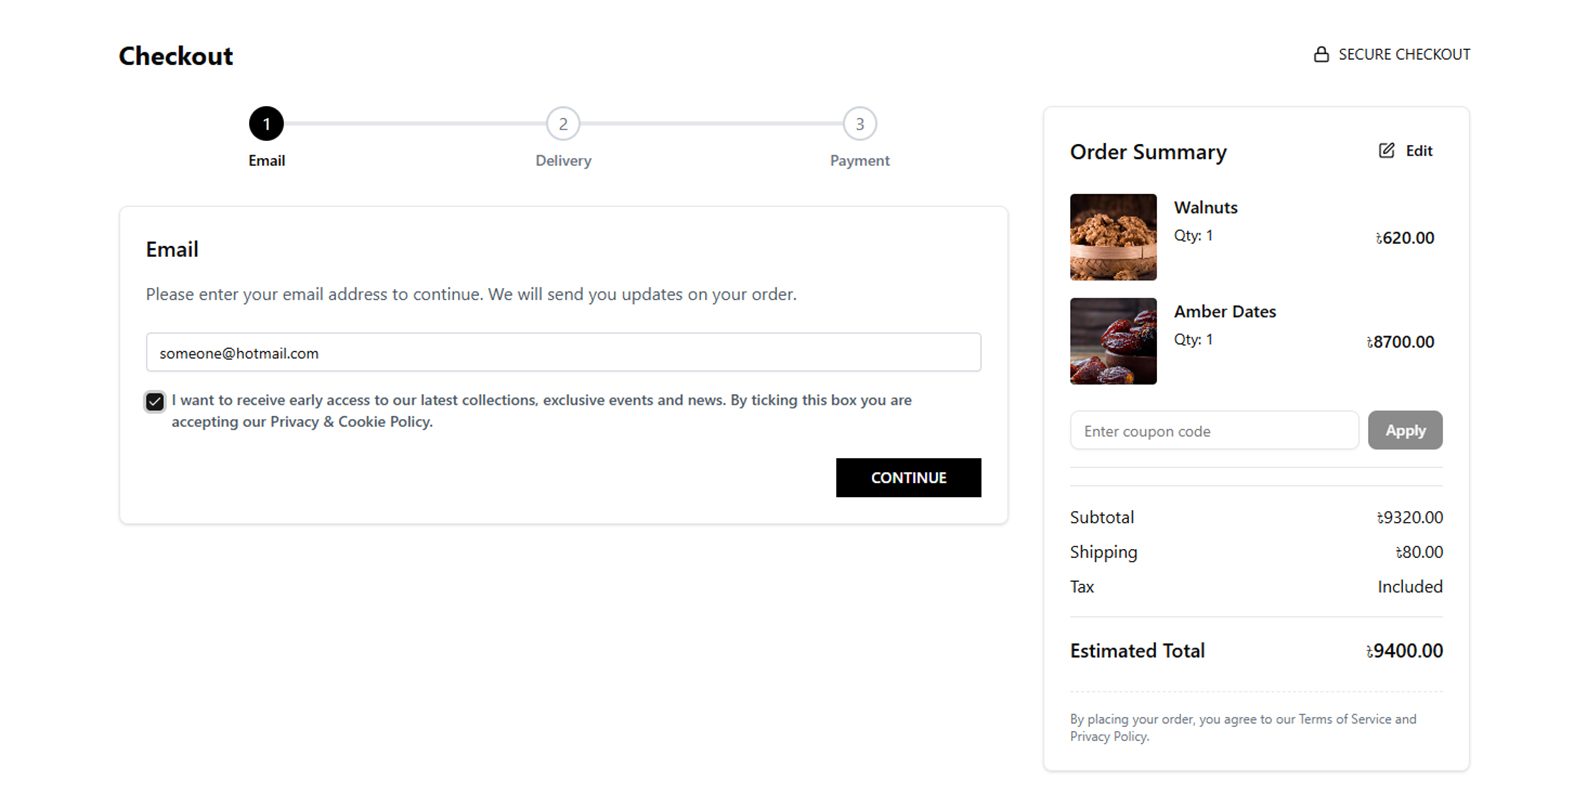 Checkout
SECURE CHECKOUT
1
2
3
Email
Delivery
Payment
Email
Please enter your email address to continue. We will send you updates on your order.
someone@hotmail.com
I want to receive early access to our latest collections, exclusive events and news. By ticking this box you are
accepting our Privacy & Cookie Policy.
CONTINUE
Order Summary
Edit
Walnuts
Qty: 1
৳620.00
Amber Dates
Qty: 1
৳8700.00
Enter coupon code
Apply
Subtotal
৳9320.00
Shipping
৳80.00
Tax
Included
Estimated Total
৳9400.00
By placing your order, you agree to our Terms of Service and
Privacy Policy.